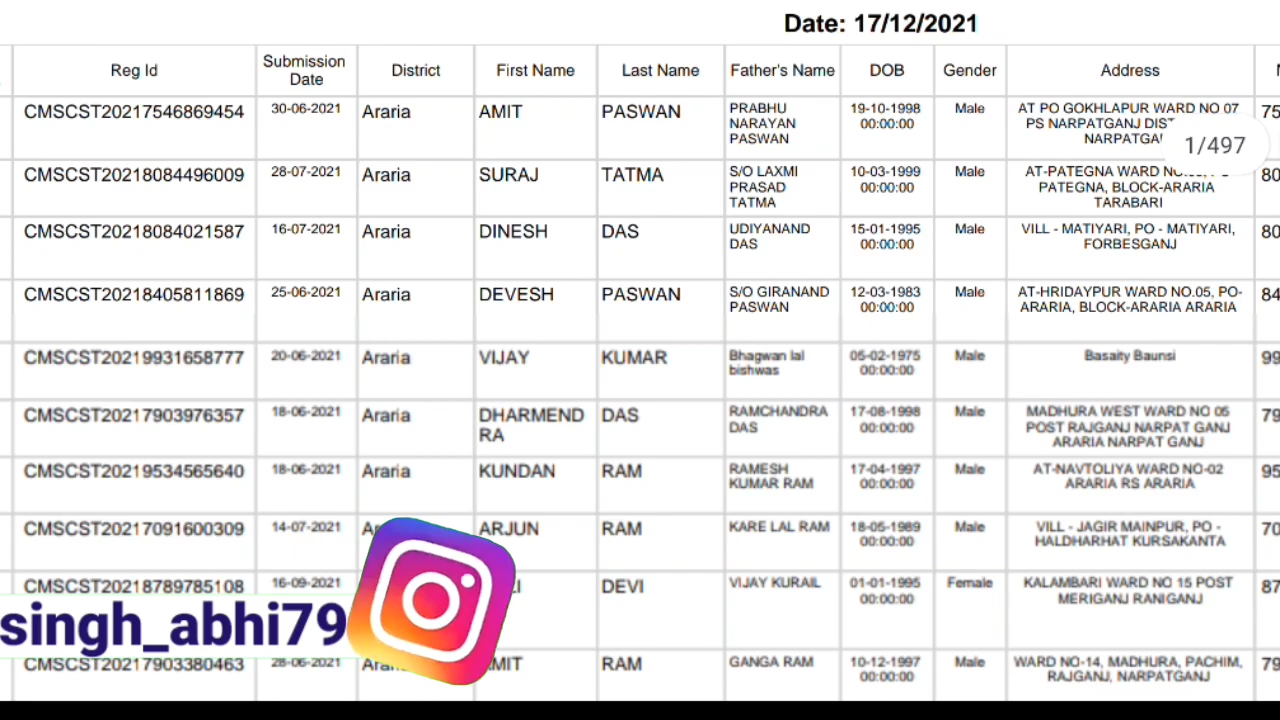 Date: 17/12/2021
Reg Id Submission Date District First Name Last Name Father's Name DOB Gender Address
CMSCST20217546869454 30-06-2021 Araria AMIT PASWAN PRABHU NARAYAN PASWAN 19-10-1998 00:00:00 Male AT PO GOKHLAPUR WARD NO 07 PS NARPATGANJ 75
1/497
CMSCST20218084496009 28-07-2021 Araria SURAJ TATMA S/O LAXMI PRASAD TATMA 10-03-1999 00:00:00 Male AT-PATEGNA WARD PATEGNA, BLOCK-ARARIA TARABARI 80
CMSCST20218084021587 16-07-2021 Araria DINESH DAS UDIYANAND DAS 15-01-1995 00:00:00 Male VILL - MATIYARI, PO - MATIYARI, FORBESGANJ 80
CMSCST20218405811869 25-06-2021 Araria DEVESH PASWAN S/O GIRANAND PASWAN 12-03-1983 00:00:00 Male AT-HRIDAYPUR WARD NO.05, PO-ARARIA, BLOCK-ARARIA ARARIA 84
CMSCST20219931658777 20-06-2021 Araria VIJAY KUMAR Bhagwan lal bishwas 05-02-1975 00:00:00 Male Basaity Baunsi 99
CMSCST20217903976357 18-06-2021 Araria DHARMENDRA DAS RAMCHANDRA DAS 17-08-1998 00:00:00 Male MADHURA WEST WARD NO 05 POST RAJGANJ NARPAT GANJ ARARIA NARPAT GANJ 79
CMSCST20219534565640 18-06-2021 Araria KUNDAN RAM RAMESH KUMAR RAM 17-04-1997 00:00:00 Male AT-NAVTOLIYA WARD NO-02 ARARIA RS ARARIA 95
CMSCST20217091600309 14-07-2021 ARJUN RAM KARE LAL RAM 18-05-1989 00:00:00 Male VILL - JAGIR MAINPUR, PO - HALDHARHAT KURSAKANTA 70
CMSCST20218789785108 16-09-2021 DEVI VIJAY KURAIL 01-01-1995 00:00:00 Female KALAMBARI WARD NO 15 POST MERIGANJ RANIGANJ 87
singh_abhi79
CMSCST20217903380463 28-06-2021 RAM GANGA RAM 10-12-1997 00:00:00 Male WARD NO-14, MADHURA, PACHIM, RAJGANJ, NARPATGANJ 79